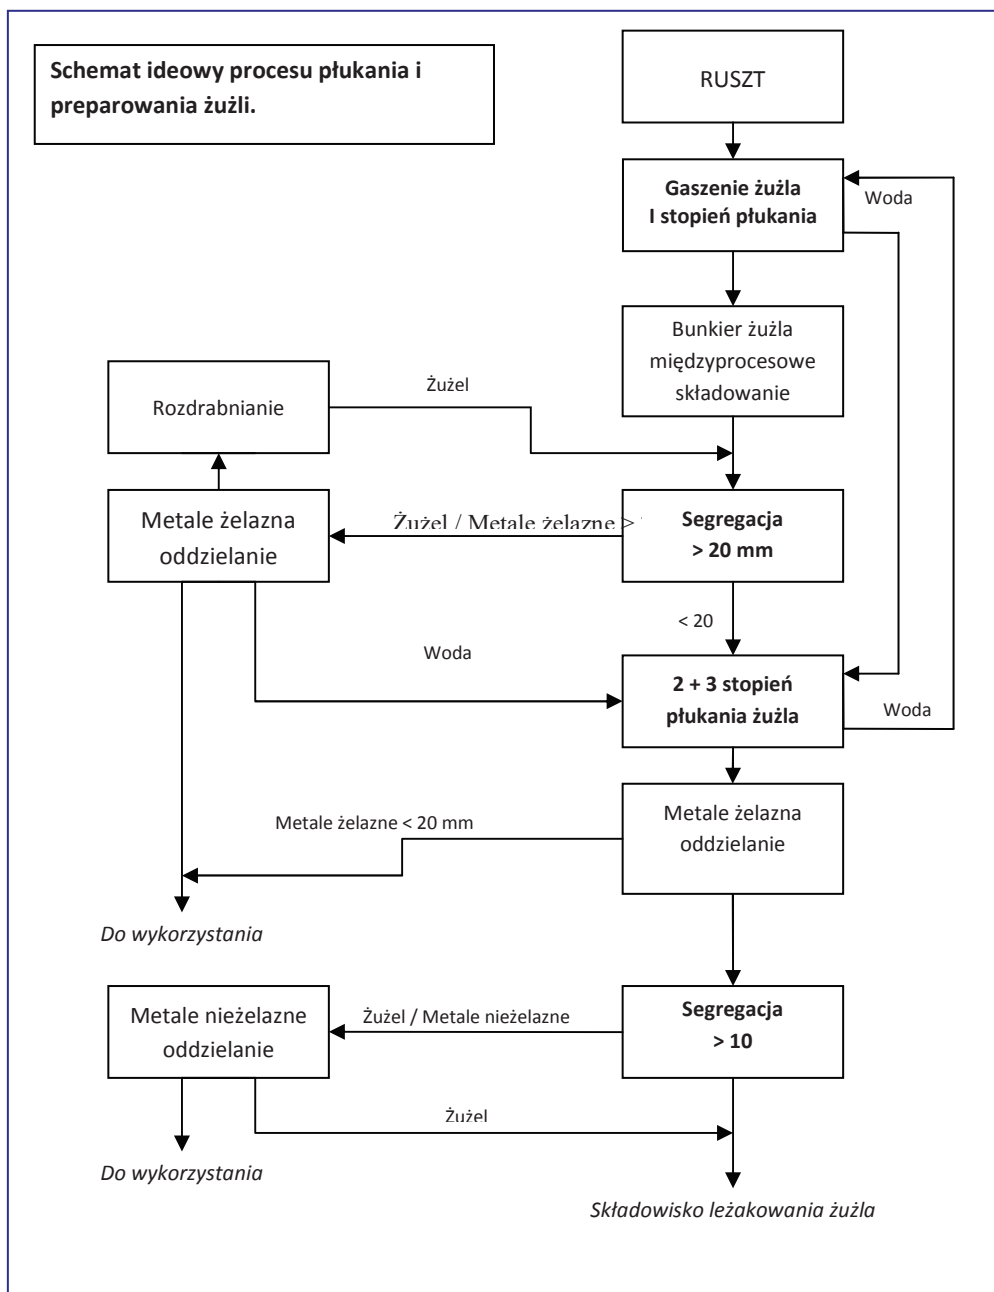 Schemat ideowy procesu płukania i
preparowania żużli.
RUSZT
Gaszenie żużla
I stopień płukania
Woda
Bunkier żużla
międzyprocesowe
składowanie
Rozdrabnianie
Żużel
Metale żelazna
oddzielanie
Żużel / Metale żelazne >
Segregacja
> 20 mm
< 20
Woda
2 + 3 stopień
płukania żużla
Woda
Metale żelazne < 20 mm
Metale żelazna
oddzielanie
Do wykorzystania
Metale nieżelazne
oddzielanie
Żużel / Metale nieżelazne
Segregacja
> 10
Żużel
Do wykorzystania
Składowisko leżakowania żużla